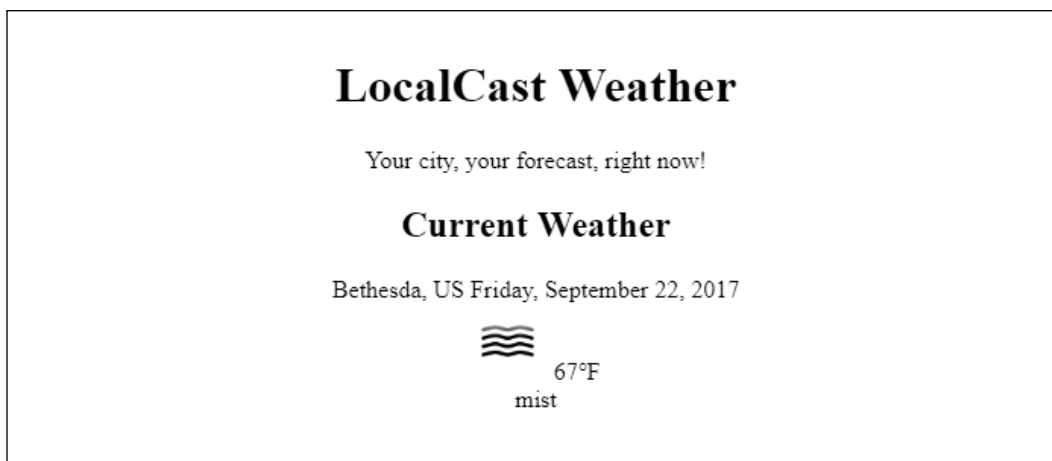 LocalCast Weather
Your city, your forecast, right now!
Current Weather
Bethesda, US Friday, September 22, 2017
67°F
mist